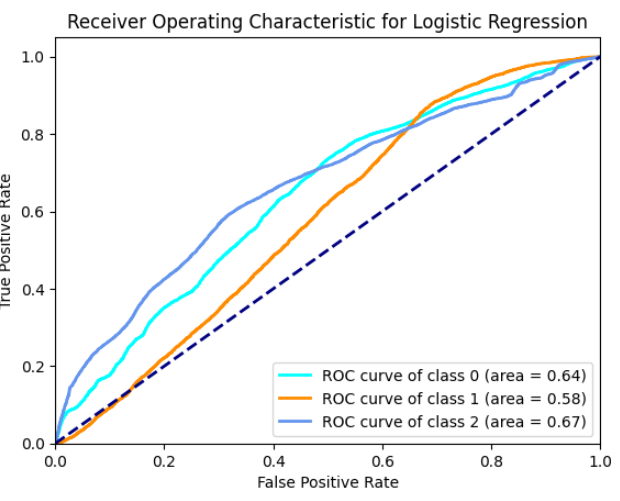 Receiver Operating Characteristic for Logistic Regression
True Positive Rate
1.0
0.8
0.6
0.4
0.2
0.0
ROC curve of class 0 (area = 0.64)
ROC curve of class 1 (area = 0.58)
ROC curve of class 2 (area = 0.67)
0.0 0.2 0.4 0.6 0.8 1.0
False Positive Rate